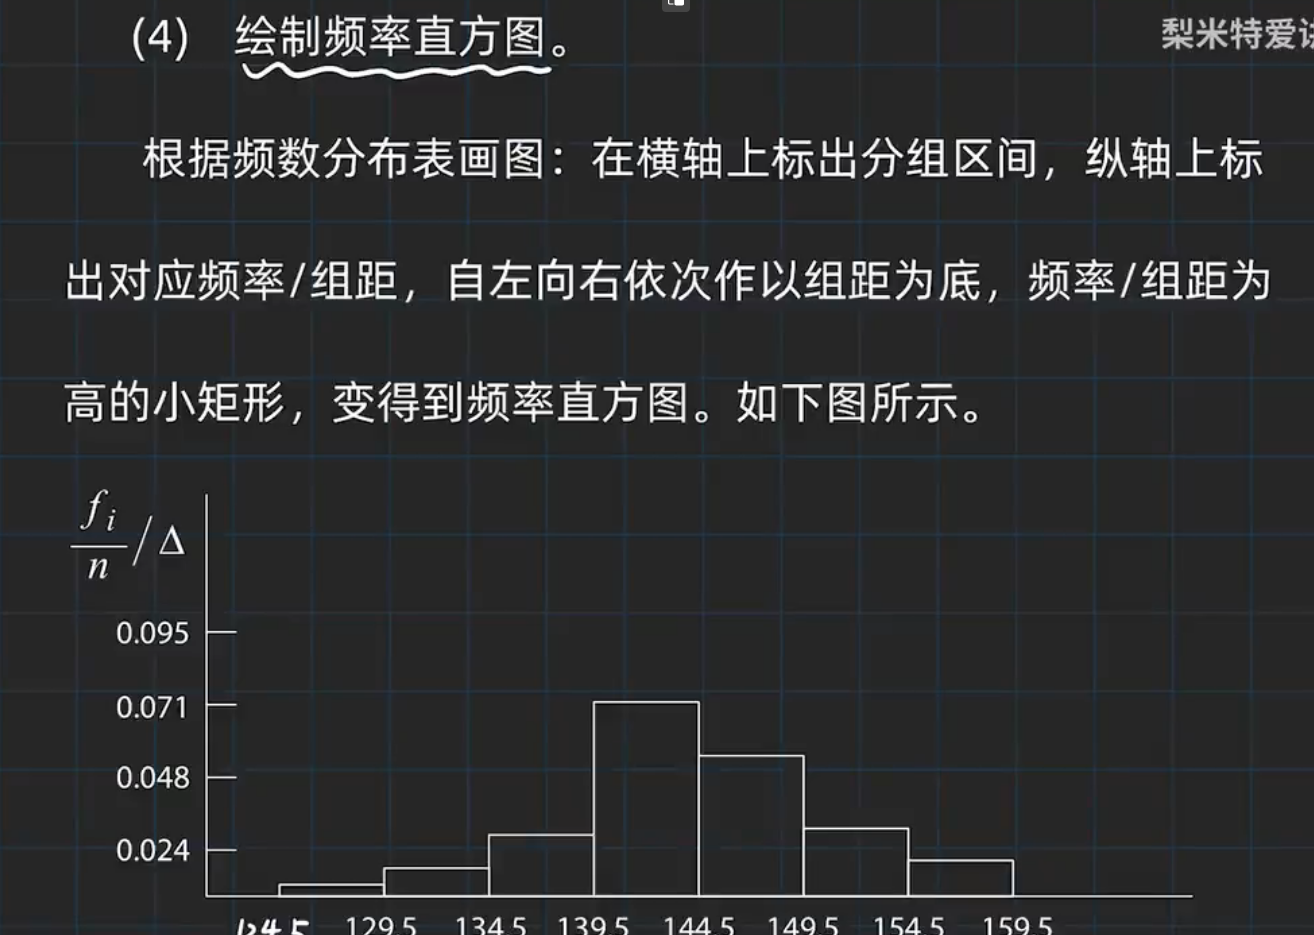 (4) 绘制频率直方图。
梨米特爱讲
根据频数分布表画图：在横轴上标出分组区间，纵轴上标
出对应频率/组距，自左向右依次作以组距为底，频率/组距为
高的小矩形，变得到频率直方图。如下图所示。
f_i
n / Δ
0.095
0.071
0.048
0.024
124.5 129.5 134.5 139.5 144.5 149.5 154.5 159.5